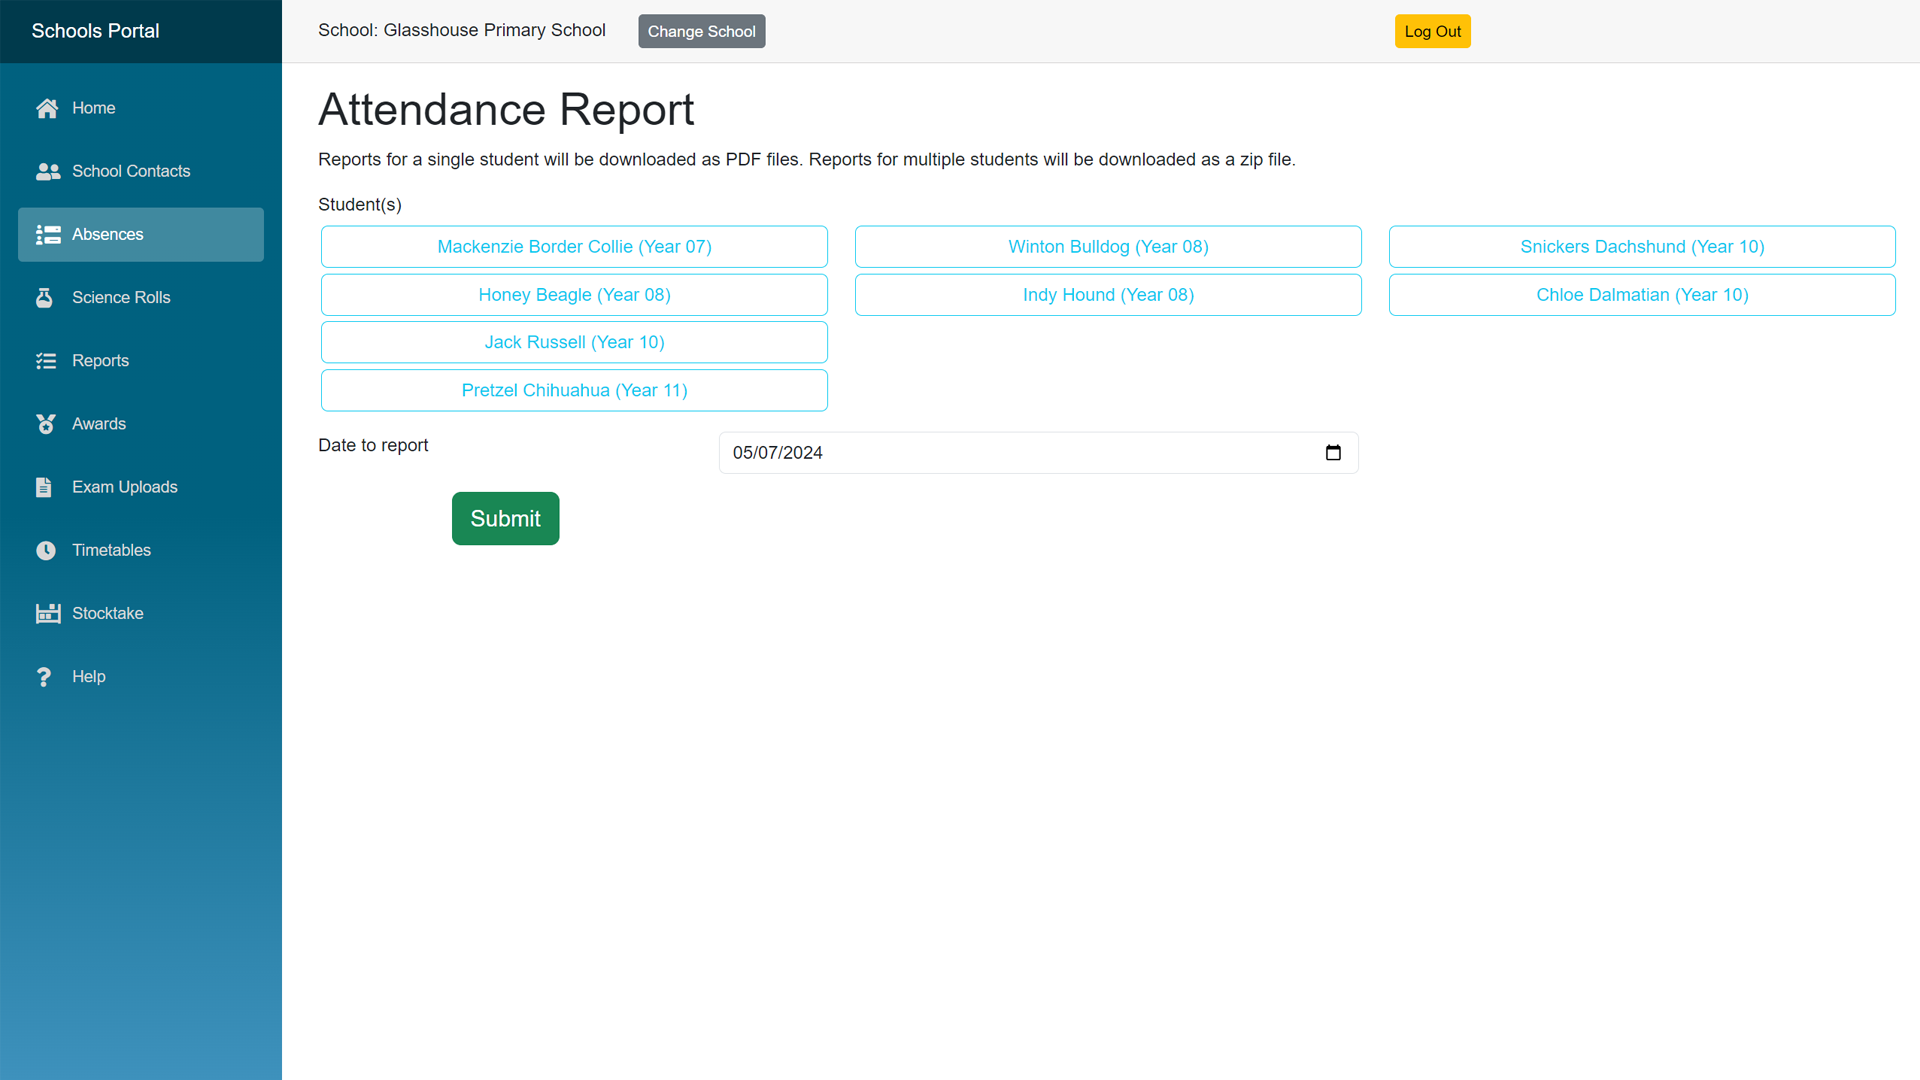 Schools Portal
School: Glasshouse Primary School
Change School
Log Out
Home
School Contacts
Absences
Science Rolls
Reports
Awards
Exam Uploads
Timetables
Stocktake
Help
Attendance Report
Reports for a single student will be downloaded as PDF files. Reports for multiple students will be downloaded as a zip file.
Student(s)
Mackenzie Border Collie (Year 07)
Winton Bulldog (Year 08)
Snickers Dachshund (Year 10)
Honey Beagle (Year 08)
Indy Hound (Year 08)
Chloe Dalmatian (Year 10)
Jack Russell (Year 10)
Pretzel Chihuahua (Year 11)
Date to report
05/07/2024
Submit